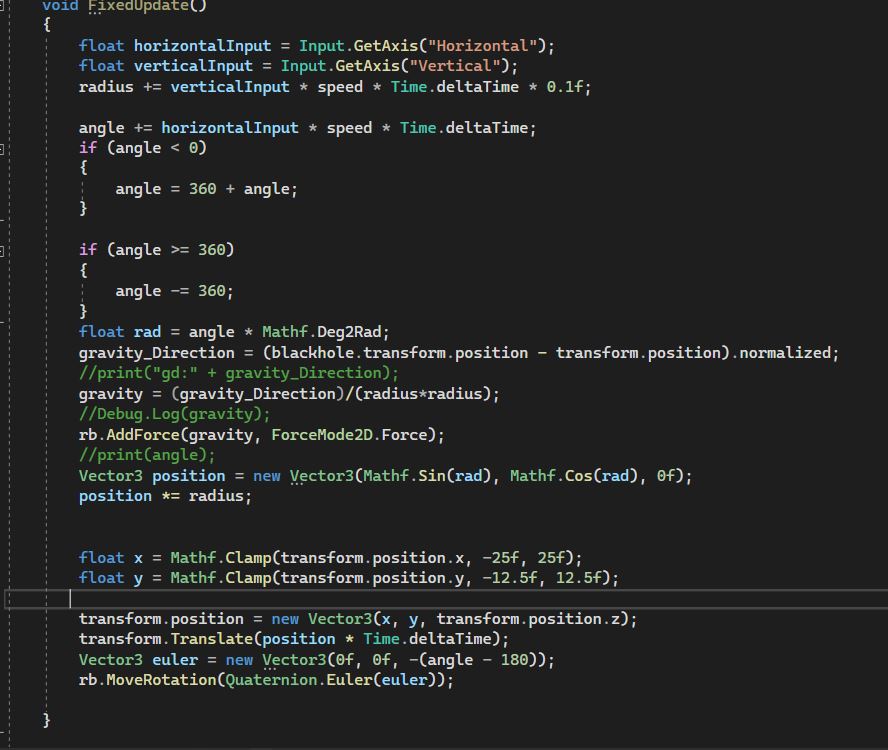 void FixedUpdate()
{
float horizontalInput = Input.GetAxis("Horizontal");
float verticalInput = Input.GetAxis("Vertical");
radius += verticalInput * speed * Time.deltaTime * 0.1f;
angle += horizontalInput * speed * Time.deltaTime;
if (angle < 0)
{
angle = 360 + angle;
}
if (angle >= 360)
{
angle -= 360;
}
float rad = angle * Mathf.Deg2Rad;
gravity_Direction = (blackhole.transform.position - transform.position).normalized;
//print("gd:" + gravity_Direction);
gravity = (gravity_Direction)/(radius*radius);
//Debug.Log(gravity);
rb.AddForce(gravity, ForceMode2D.Force);
//print(angle);
Vector3 position = new Vector3(Mathf.Sin(rad), Mathf.Cos(rad), 0f);
position *= radius;
float x = Mathf.Clamp(transform.position.x, -25f, 25f);
float y = Mathf.Clamp(transform.position.y, -12.5f, 12.5f);
transform.position = new Vector3(x, y, transform.position.z);
transform.Translate(position * Time.deltaTime);
Vector3 euler = new Vector3(0f, 0f, -(angle - 180));
rb.MoveRotation(Quaternion.Euler(euler));
}